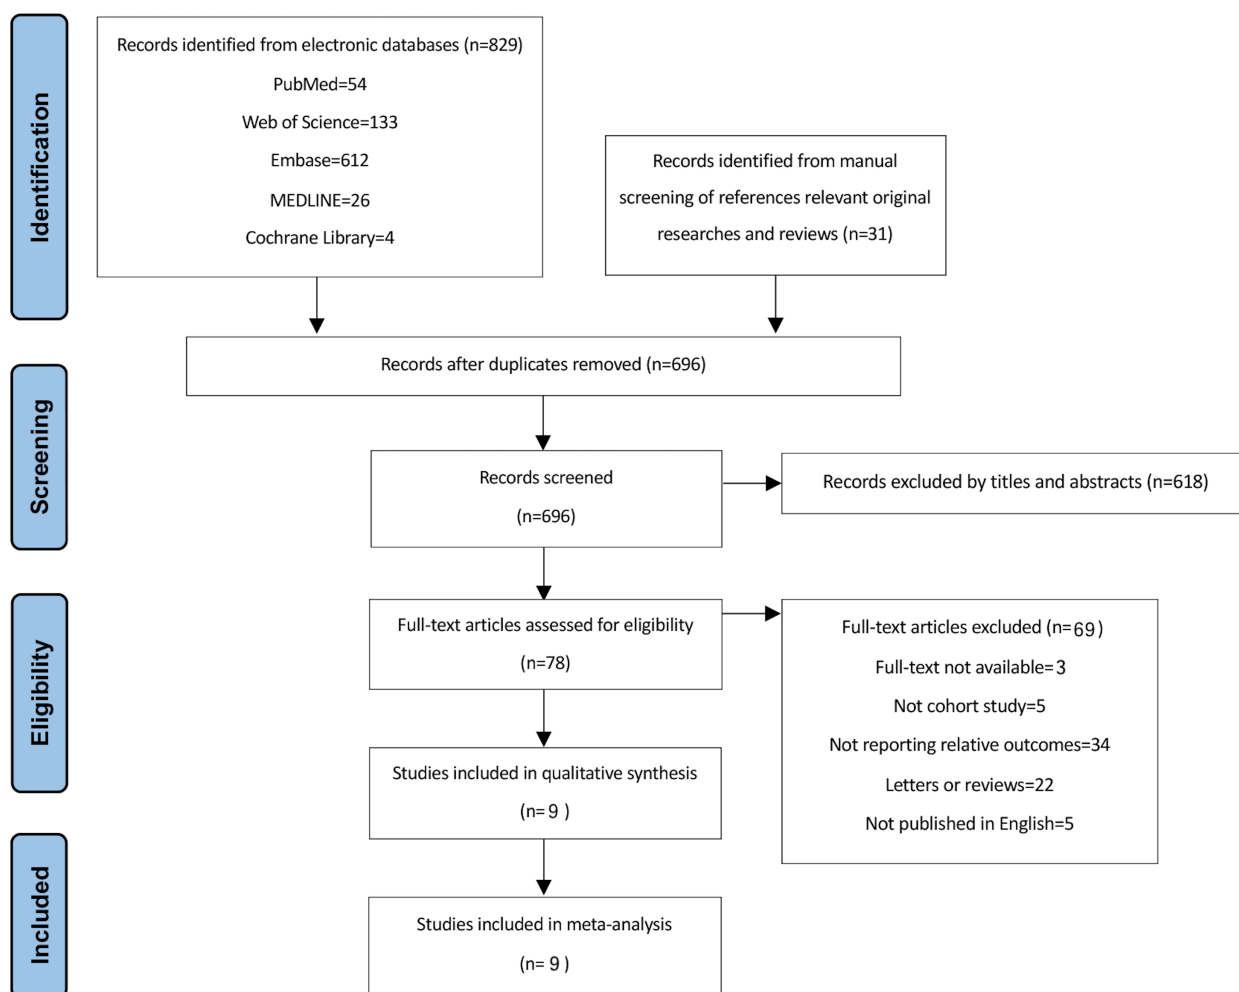 Identification
Records identified from electronic databases (n=829)
PubMed=54
Web of Science=133
Embase=612
MEDLINE=26
Cochrane Library=4
Records identified from manual
screening of references relevant original
researches and reviews (n=31)
Records after duplicates removed (n=696)
Screening
Records screened
(n=696)
Records excluded by titles and abstracts (n=618)
Eligibility
Full-text articles assessed for eligibility
(n=78)
Full-text articles excluded (n=69)
Full-text not available=3
Not cohort study=5
Not reporting relative outcomes=34
Letters or reviews=22
Not published in English=5
Studies included in qualitative synthesis
(n= 9 )
Included
Studies included in meta-analysis
(n= 9 )